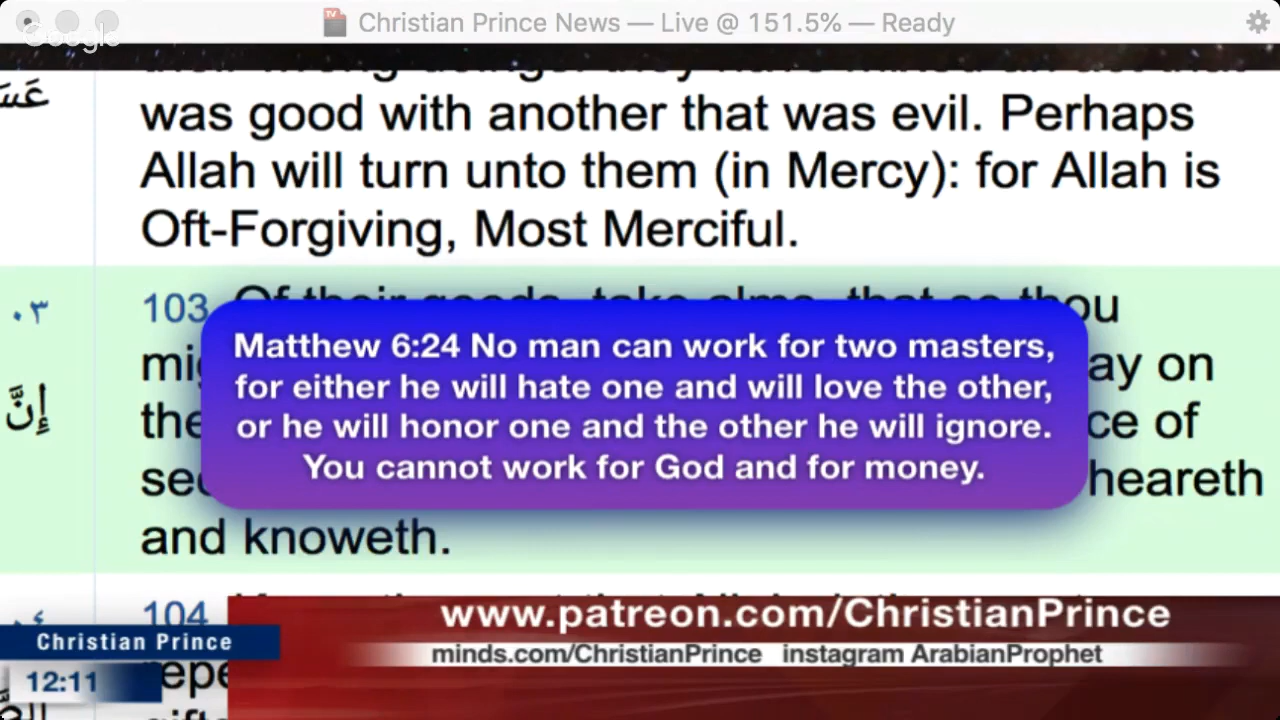 Christian Prince News — Live @ 151.5% — Ready
Google
was good with another that was evil. Perhaps
Allah will turn unto them (in Mercy): for Allah is
Oft-Forgiving, Most Merciful.
٠٣
103
Matthew 6:24 No man can work for two masters,
for either he will hate one and will love the other,
or he will honor one and the other he will ignore.
You cannot work for God and for money.
on
إِنَّ
of
heareth
and knoweth.
104
www.patreon.com/ChristianPrince
minds.com/ChristianPrince instagram ArabianProphet
Christian Prince
12:11